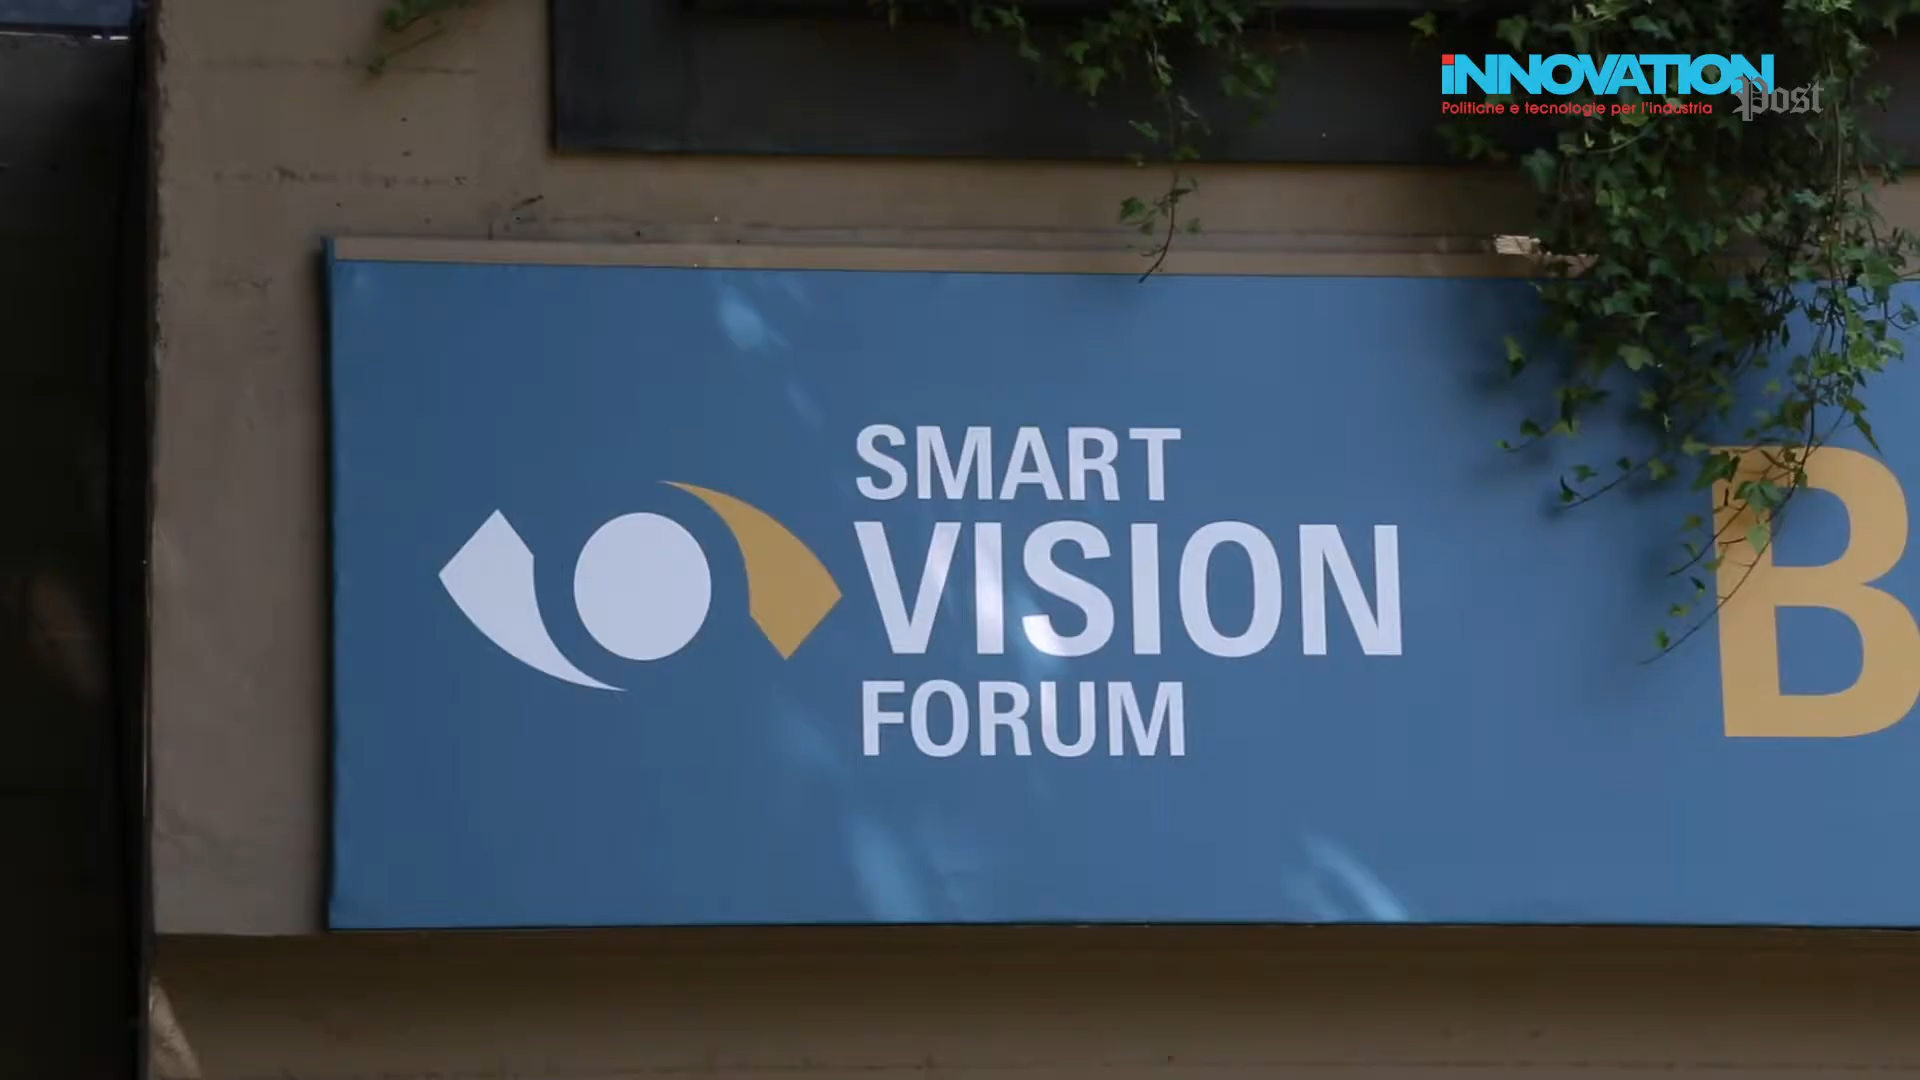 iNNOVATION
Post
Politiche e tecnologie per l'industria
SMART
VISION
FORUM
B